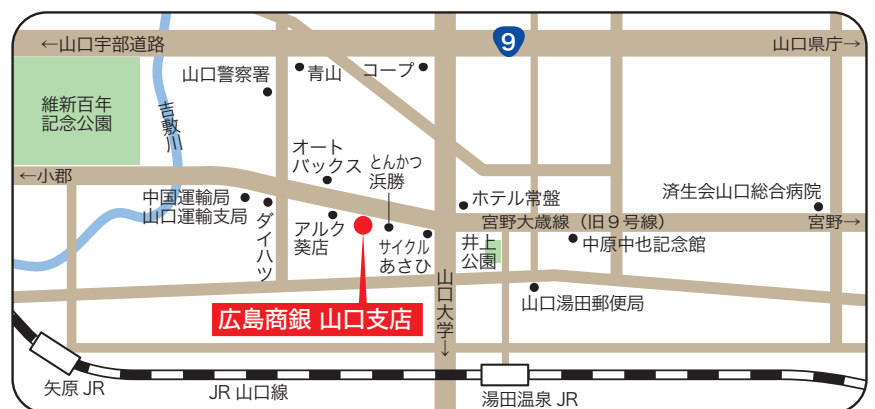 ←山口宇部道路
9
山口県庁→
山口警察署
青山
コープ
維新百年
記念公園
吉敷川
オート
バックス
とんかつ
浜勝
←小郡
中国運輸局
山口運輸支局
ダイハツ
アルク
葵店
サイクル
あさひ
ホテル常盤
済生会山口総合病院
宮野大歳線（旧9号線）
宮野→
井上
公園
中原中也記念館
山口大学→
山口湯田郵便局
広島商銀 山口支店
矢原 JR
JR 山口線
湯田温泉 JR